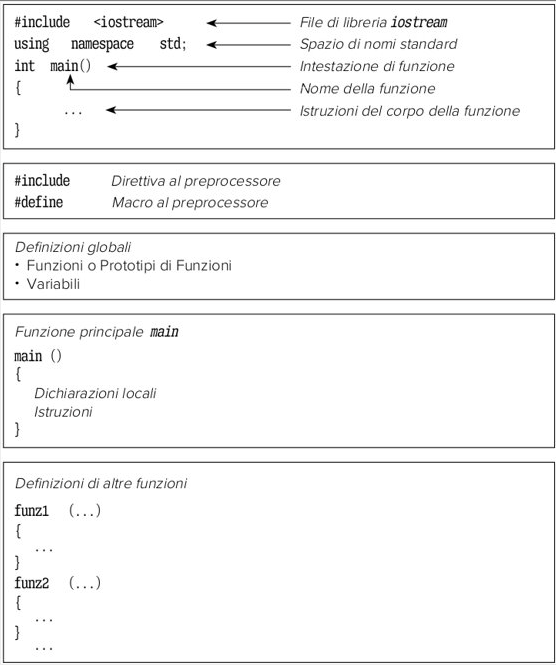 #include <iostream> File di libreria iostream
using namespace std; Spazio di nomi standard
int main() Intestazione di funzione
{ Nome della funzione
... Istruzioni del corpo della funzione
}
#include Direttiva al preprocessore
#define Macro al preprocessore
Definizioni globali
• Funzioni o Prototipi di Funzioni
• Variabili
Funzione principale main
main ()
{
Dichiarazioni locali
Istruzioni
}
Definizioni di altre funzioni
funz1 (...)
{
...
}
funz2 (...)
{
...
}
...